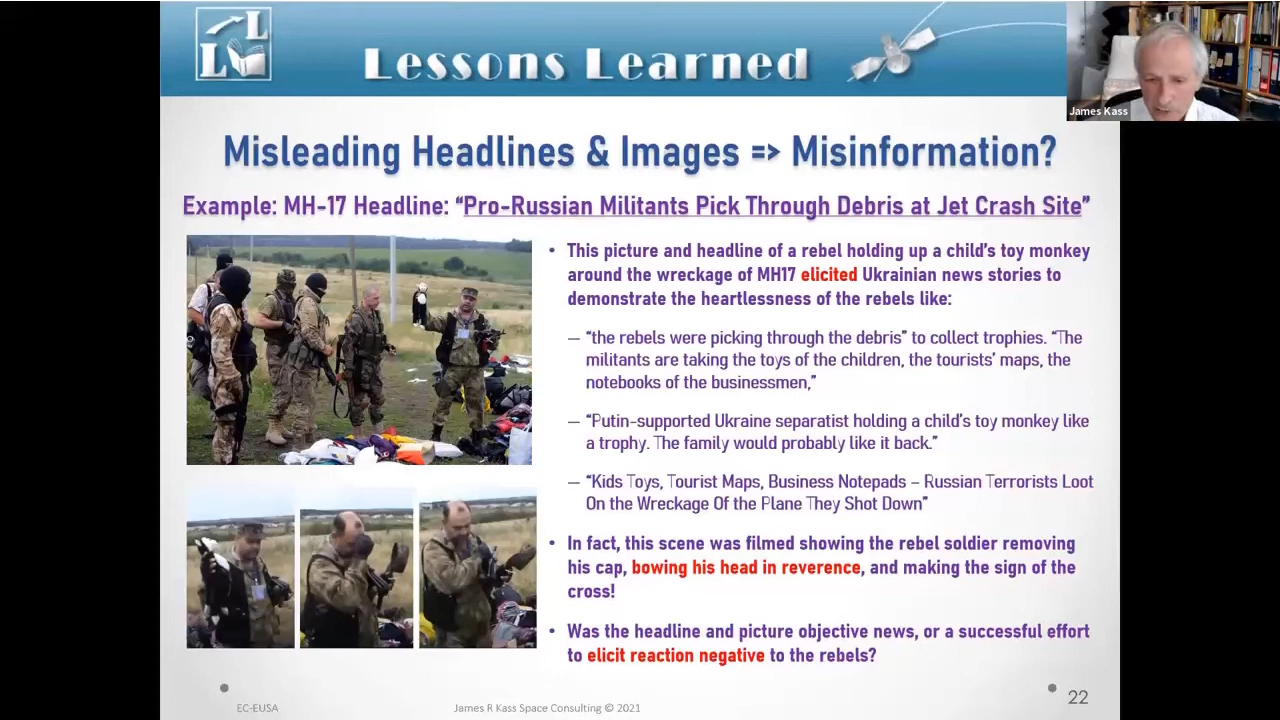 L
L
Lessons Learned
James Kass
Misleading Headlines & Images => Misinformation?
Example: MH-17 Headline: “Pro-Russian Militants Pick Through Debris at Jet Crash Site”
• This picture and headline of a rebel holding up a child’s toy monkey
around the wreckage of MH17 elicited Ukrainian news stories to
demonstrate the heartlessness of the rebels like:
– “the rebels were picking through the debris” to collect trophies. “The
militants are taking the toys of the children, the tourists’ maps, the
notebooks of the businessmen,”
– “Putin-supported Ukraine separatist holding a child’s toy monkey like
a trophy. The family would probably like it back.”
– “Kids Toys, Tourist Maps, Business Notepads – Russian Terrorists Loot
On the Wreckage Of the Plane They Shot Down”
• In fact, this scene was filmed showing the rebel soldier removing
his cap, bowing his head in reverence, and making the sign of the
cross!
• Was the headline and picture objective news, or a successful effort
to elicit reaction negative to the rebels?
EC-EUSA
James R Kass Space Consulting © 2021
22